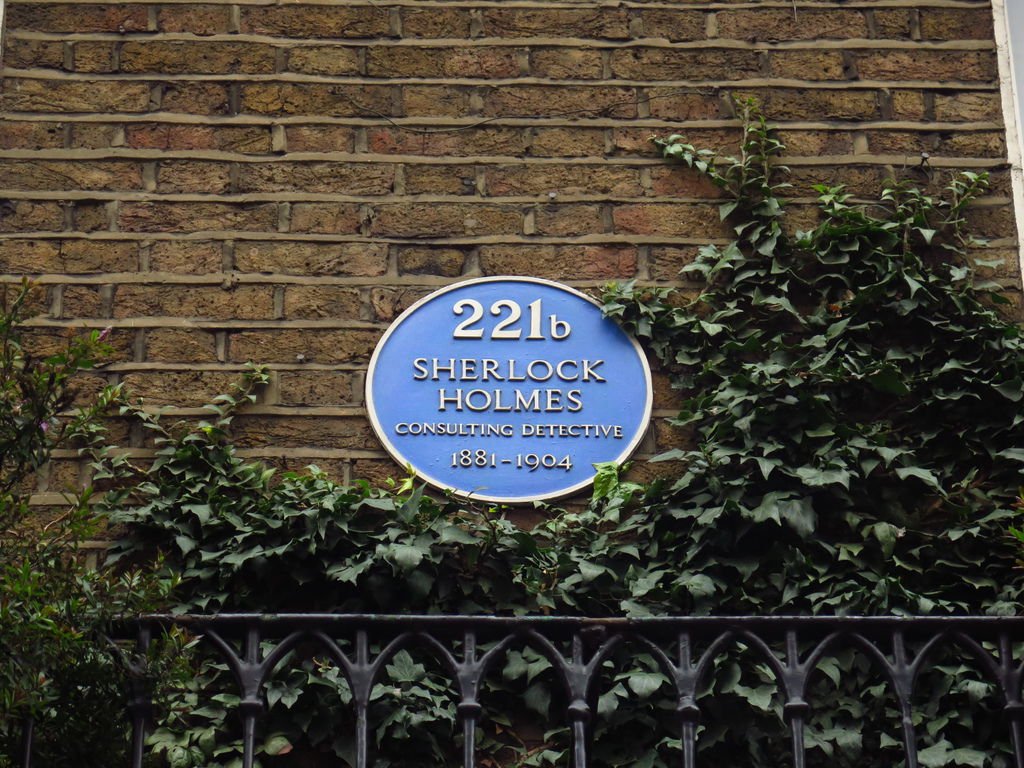 221b
SHERLOCK
HOLMES
CONSULTING DETECTIVE
1881-1904